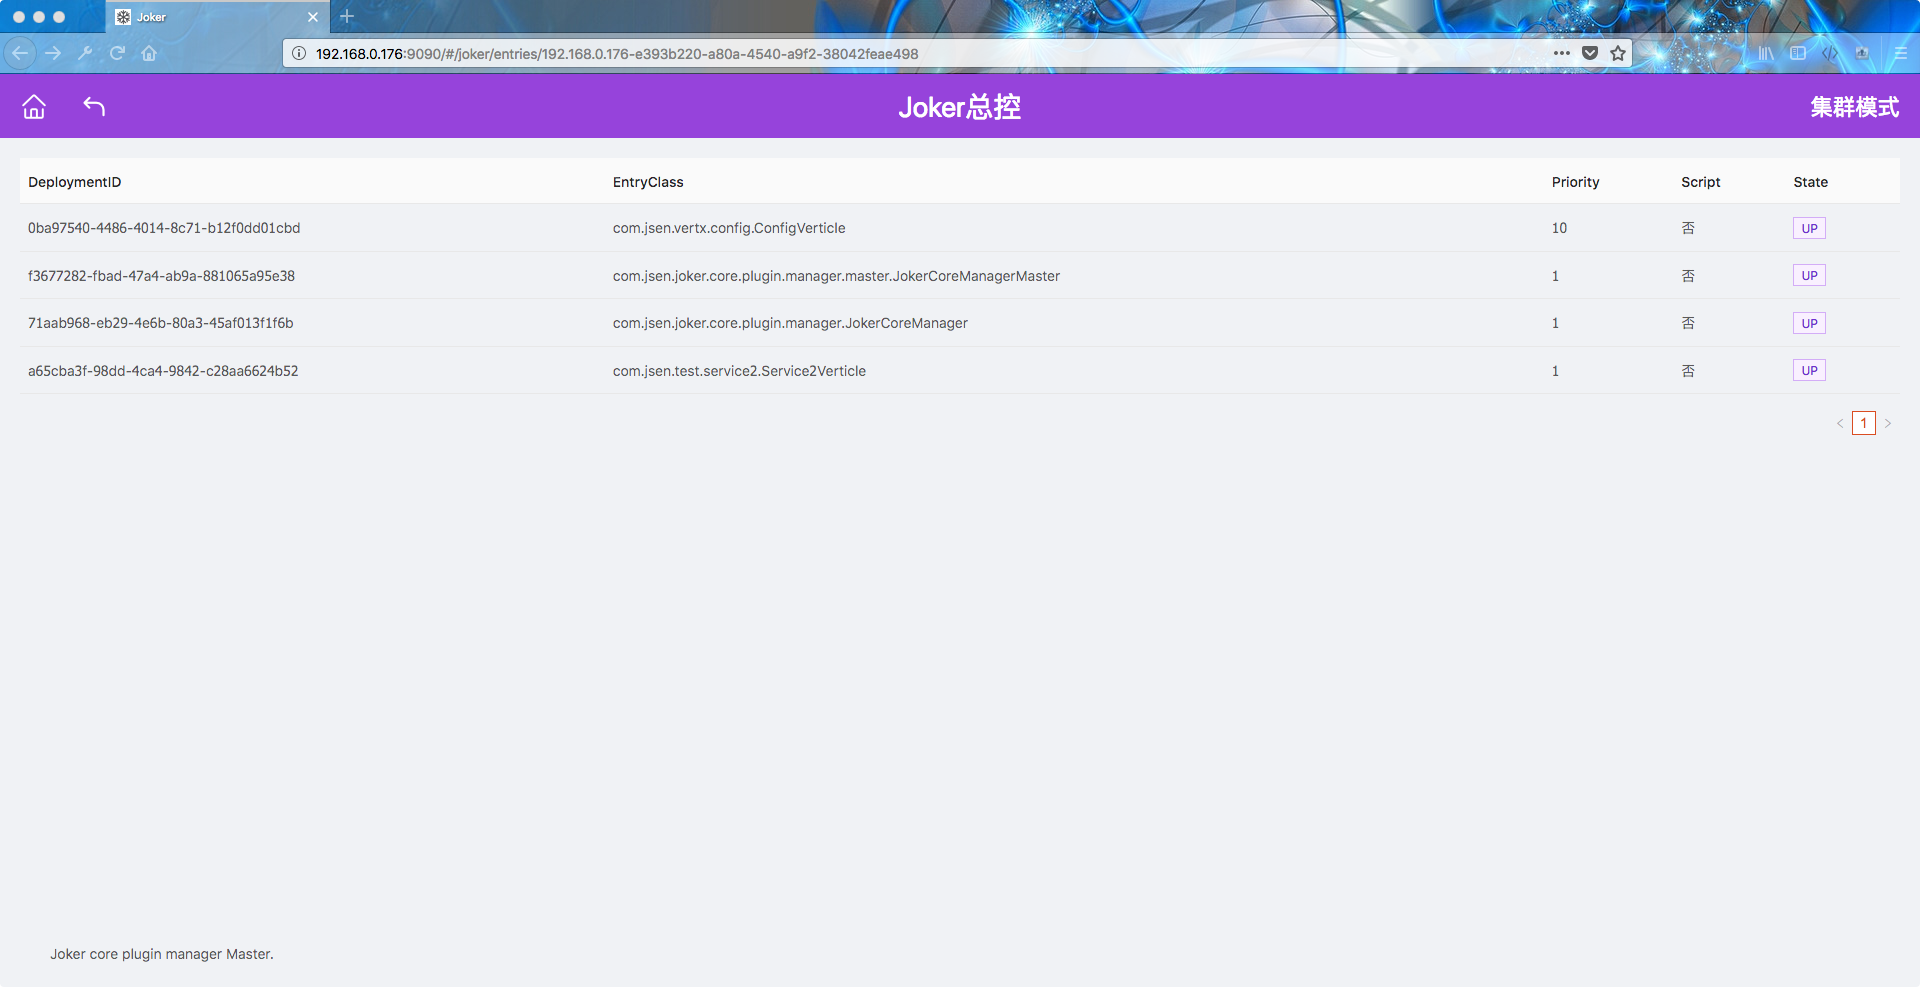 Joker
192.168.0.176:9090/#/joker/entries/192.168.0.176-e393b220-a80a-4540-a9f2-38042feae498
Joker总控
集群模式
DeploymentID EntryClass Priority Script State
0ba97540-4486-4014-8c71-b12f0dd01cbd com.jsen.vertx.config.ConfigVerticle 10 否 UP
f3677282-fbad-47a4-ab9a-881065a95e38 com.jsen.joker.core.plugin.manager.master.JokerCoreManagerMaster 1 否 UP
71aab968-eb29-4e6b-80a3-45af013f1f6b com.jsen.joker.core.plugin.manager.JokerCoreManager 1 否 UP
a65cba3f-98dd-4ca4-9842-c28aa6624b52 com.jsen.test.service2.Service2Verticle 1 否 UP
1
Joker core plugin manager Master.